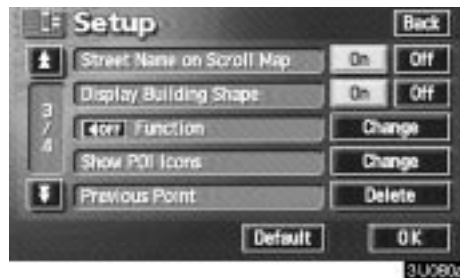 Setup Back
Street Name on Scroll Map On Off
Display Building Shape On Off
3/4
◄OFF Function Change
Show POI Icons Change
Previous Point Delete
Default OK